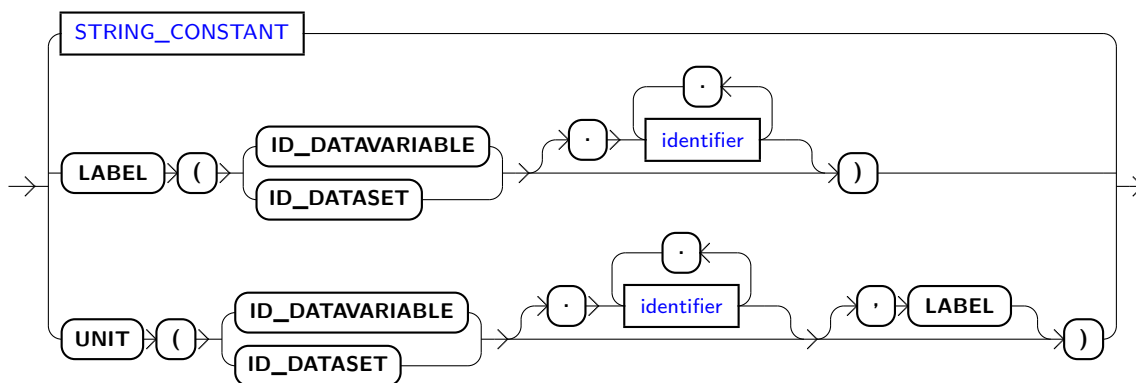 STRING_CONSTANT
.
ID_DATAVARIABLE . identifier
LABEL ( )
ID_DATASET
.
ID_DATAVARIABLE . identifier , LABEL
UNIT ( )
ID_DATASET